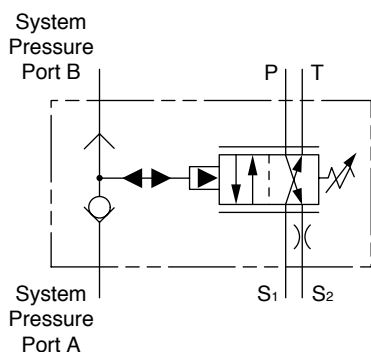 System
Pressure
Port B
P T
S1 S2
System
Pressure
Port A